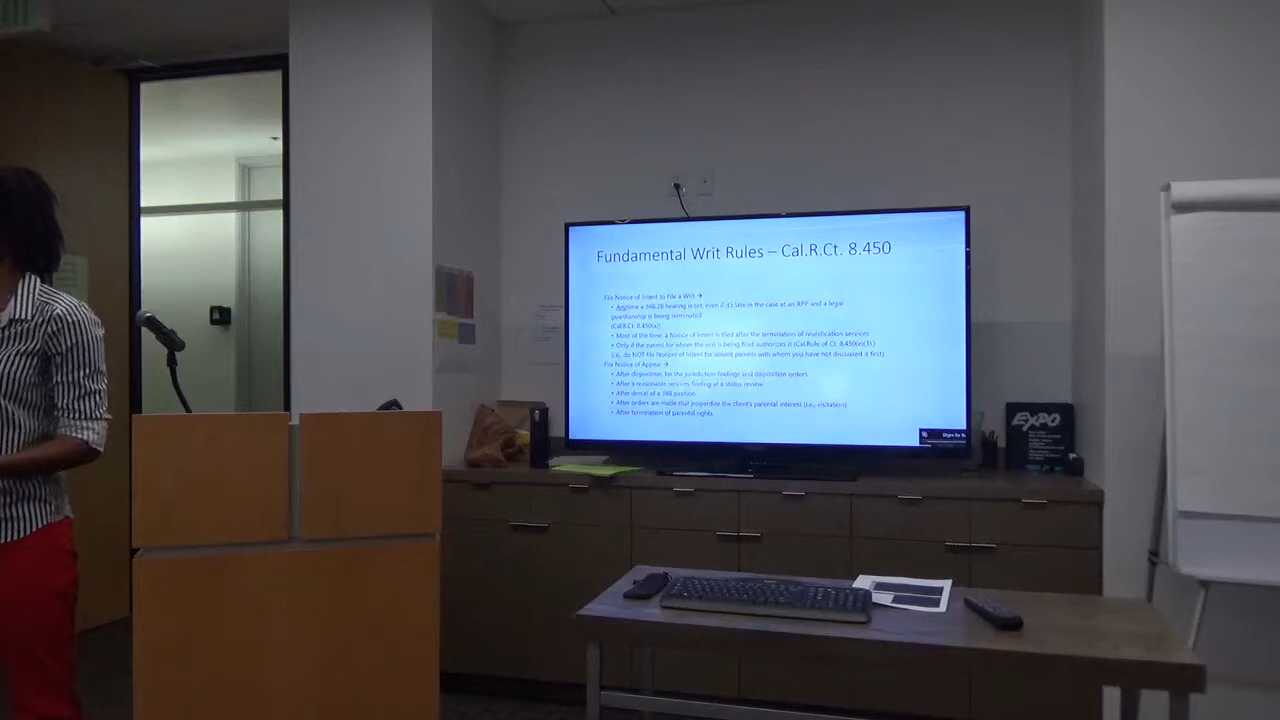 Fundamental Writ Rules – Cal.R.Ct. 8.450
File Notice of Intent to File a Writ →
• Anytime a 366.26 hearing is set, even if it's late in the case at an RPP and a legal
guardianship is being terminated
(Cal.R.Ct. 8.450(a)
• Most of the time, a Notice of Intent is filed after the termination of reunification services
• Only if the parent for whom the writ is being filed authorizes it (Cal.Rule of Ct. 8.450(e)(3).)
(i.e., do NOT file Notices of Intent for absent parents with whom you have not discussed it first)
File Notice of Appeal →
• After disposition, for the jurisdiction findings and disposition orders
• After a reasonable services finding at a status review
• After denial of a 388 petition
• After orders are made that jeopardize the client's parental interest (i.e., visitation)
• After termination of parental rights
Skype for B
EXPO